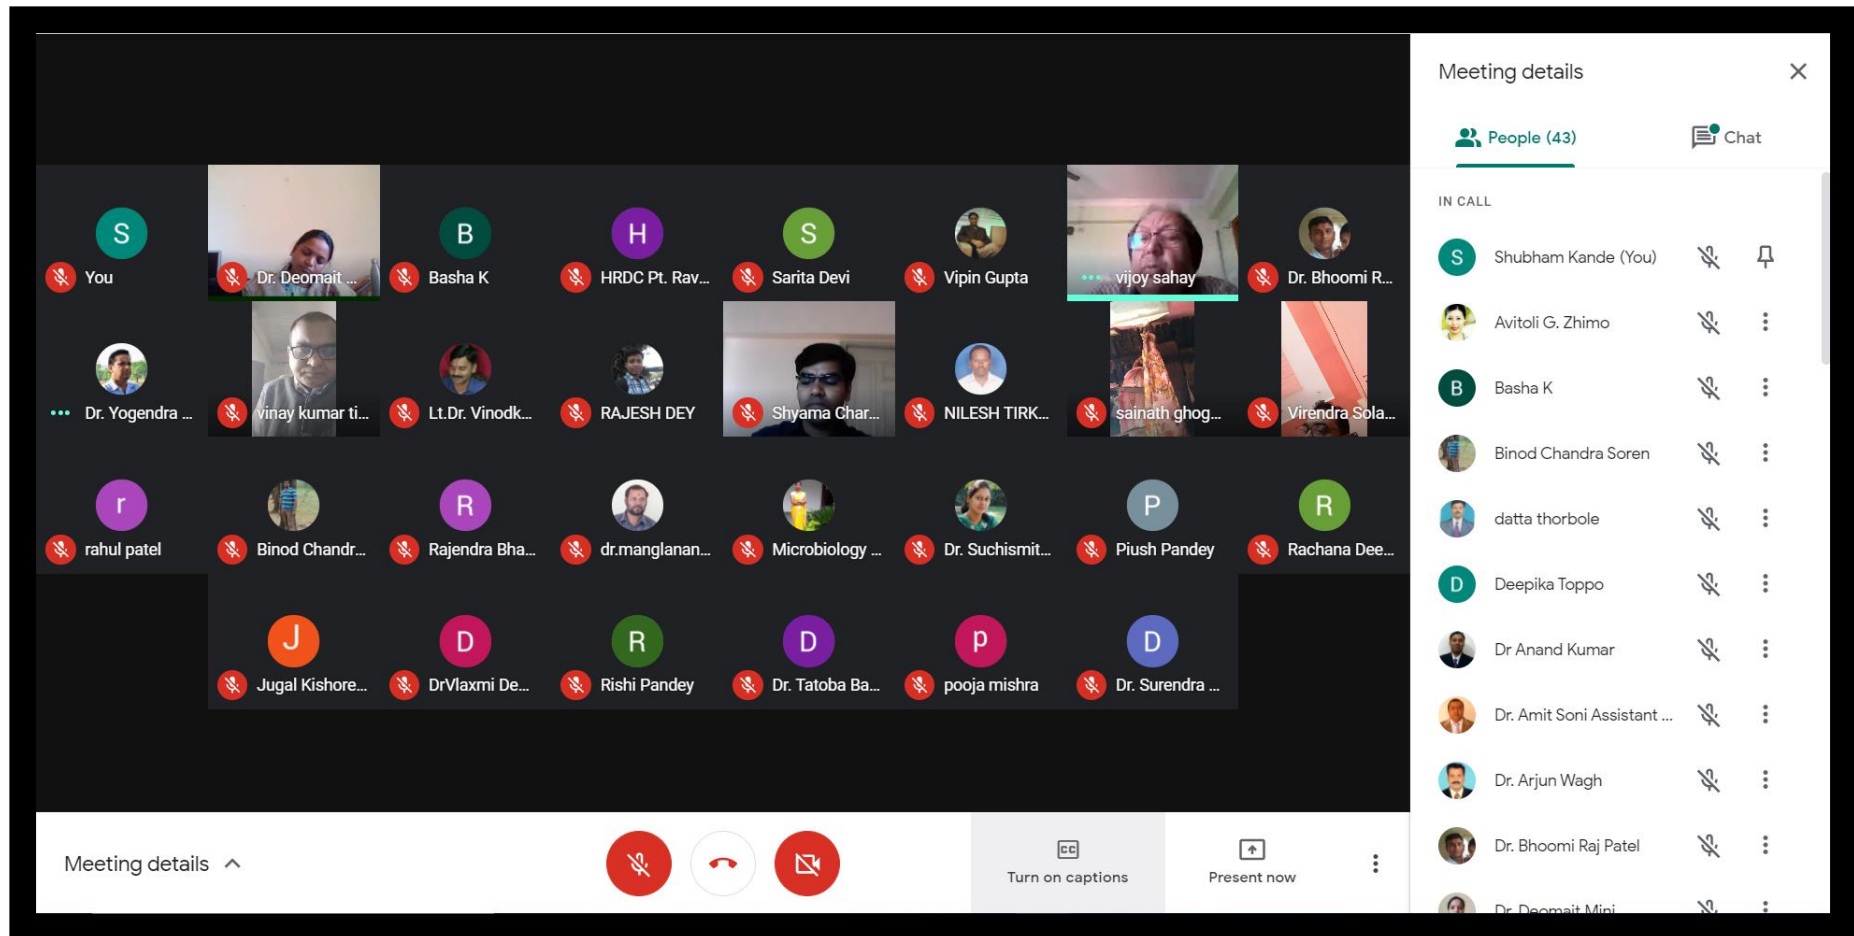 S
You
Dr. Deomait ...
B
Basha K
H
HRDC Pt. Rav...
S
Sarita Devi
Vipin Gupta
vijoy sahay
Dr. Bhoomi R...
Dr. Yogendra ...
vinay kumar ti...
Lt.Dr. Vinodk...
RAJESH DEY
Shyama Char...
NILESH TIRK...
sainath ghog...
Virendra Sola...
r
rahul patel
Binod Chandr...
R
Rajendra Bha...
dr.manglanan...
Microbiology ...
Dr. Suchismit...
P
Piush Pandey
R
Rachana Dee...
J
Jugal Kishore...
D
DrVlaxmi De...
R
Rishi Pandey
D
Dr. Tatoba Ba...
p
pooja mishra
D
Dr. Surendra ...
Meeting details
CC
Turn on captions
Present now
Meeting details
People (43)
Chat
IN CALL
S
Shubham Kande (You)
Avitoli G. Zhimo
B
Basha K
Binod Chandra Soren
datta thorbole
D
Deepika Toppo
Dr Anand Kumar
Dr. Amit Soni Assistant ...
Dr. Arjun Wagh
Dr. Bhoomi Raj Patel
Dr. Deomait Mini